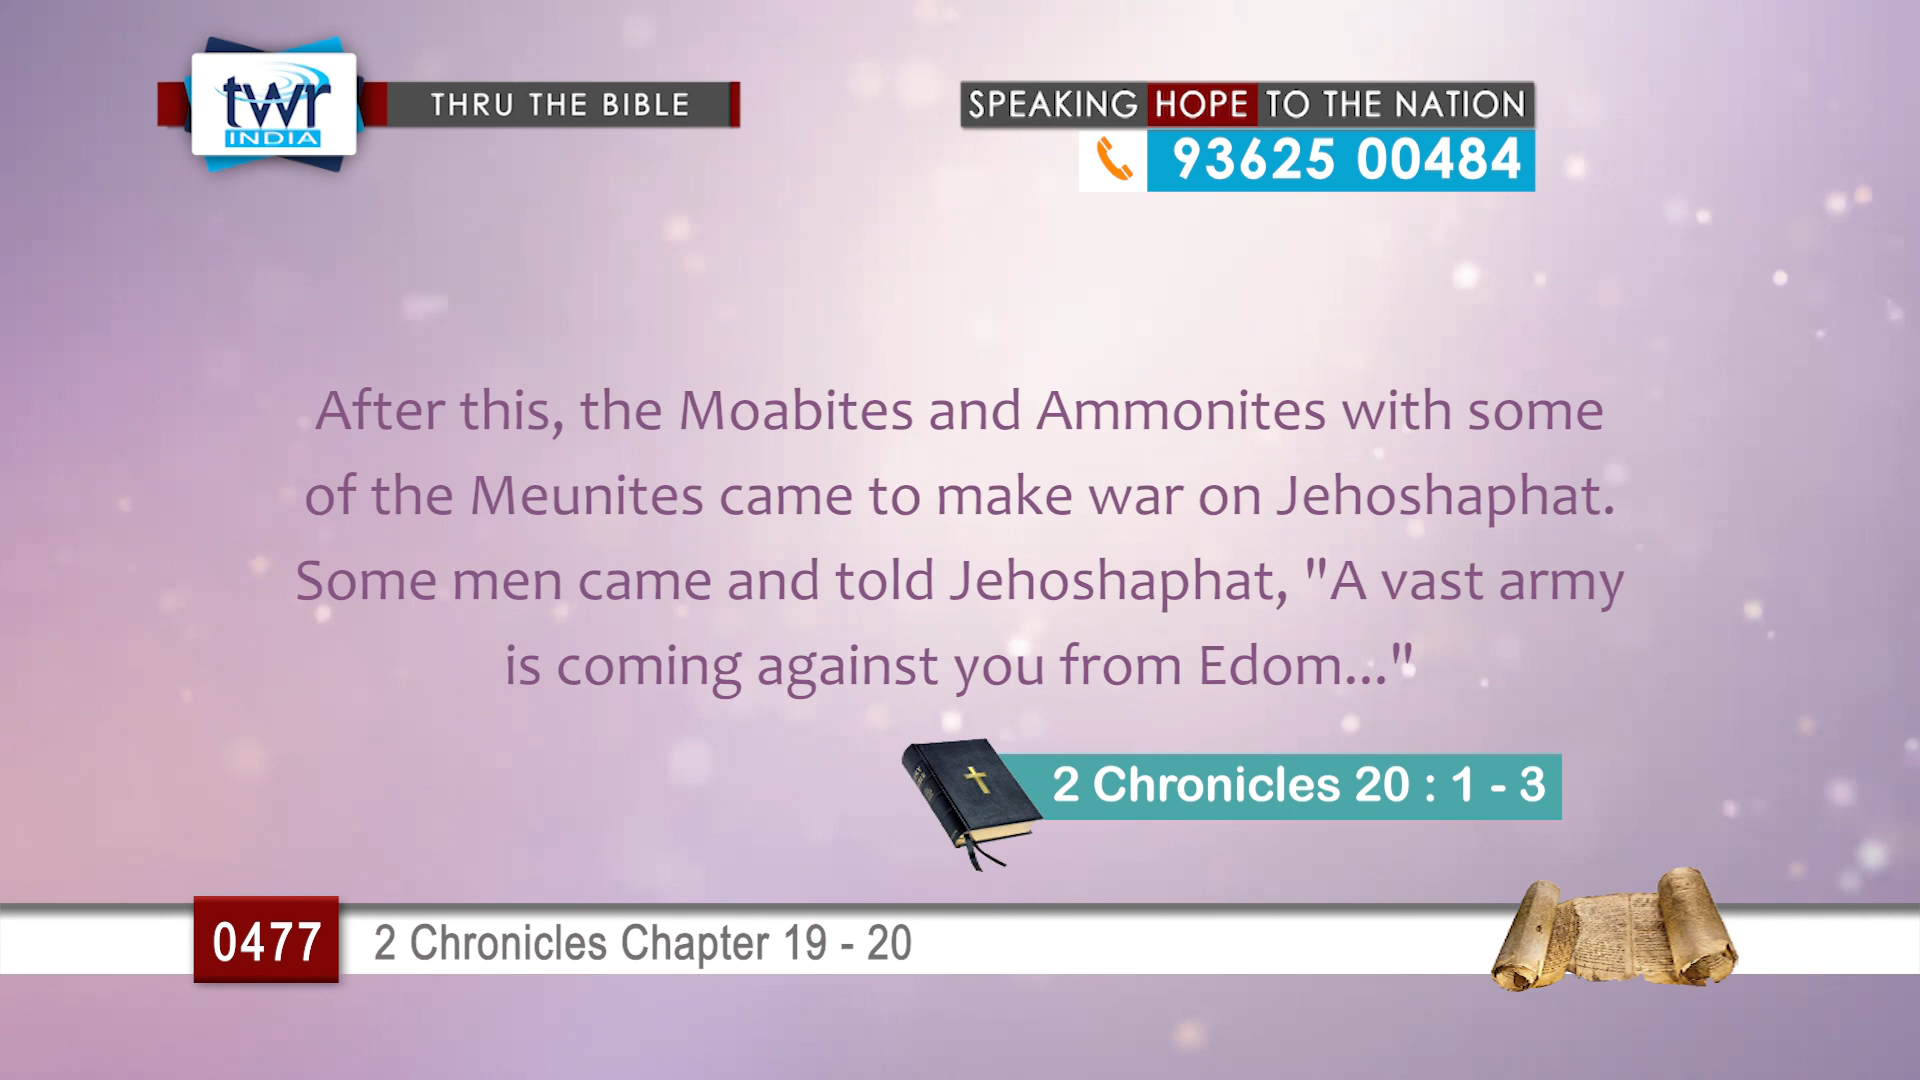 twr
INDIA
THRU THE BIBLE
SPEAKING HOPE TO THE NATION
93625 00484
After this, the Moabites and Ammonites with some
of the Meunites came to make war on Jehoshaphat.
Some men came and told Jehoshaphat, "A vast army
is coming against you from Edom..."
2 Chronicles 20 : 1 - 3
0477
2 Chronicles Chapter 19 - 20